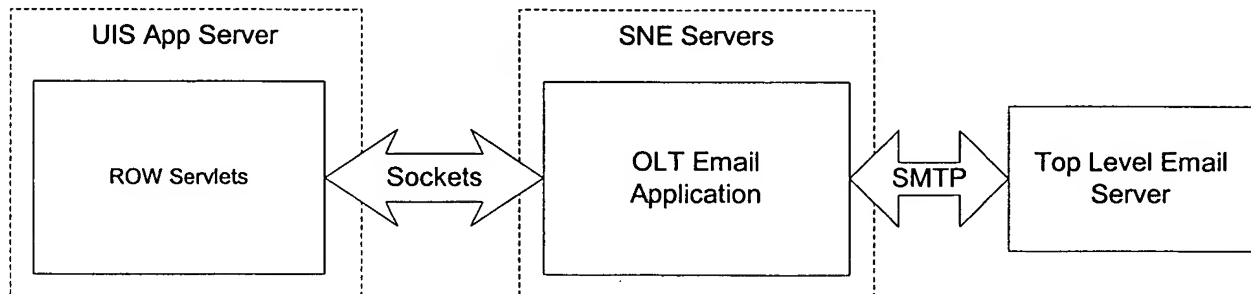 UIS App Server
SNE Servers
ROW Servlets
Sockets
OLT Email
Application
SMTP
Top Level Email
Server